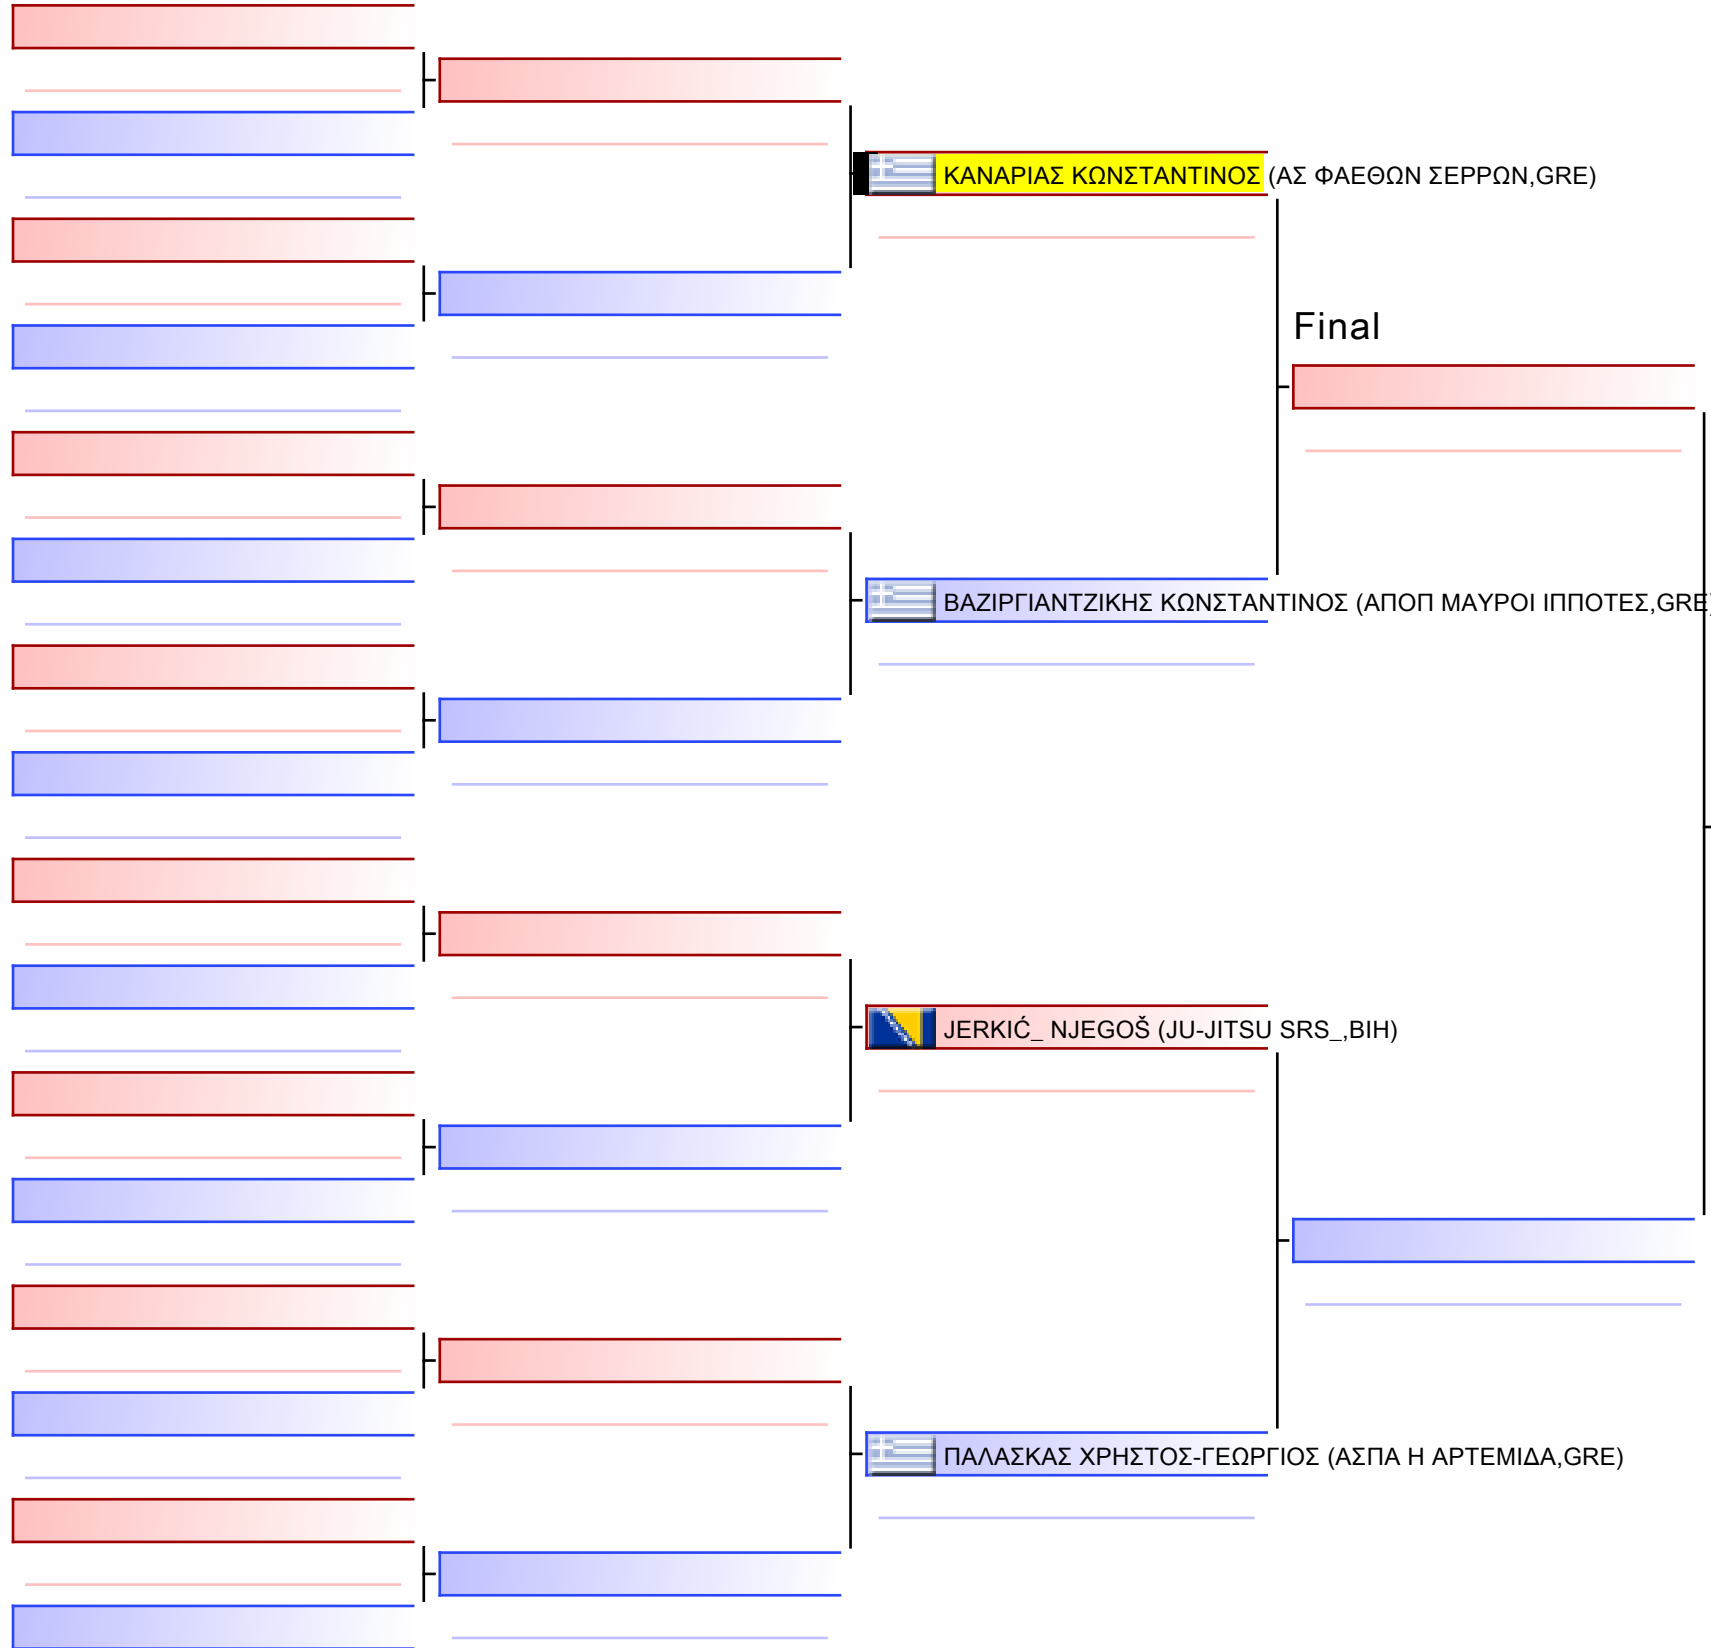 ΚΑΝΑΡΙΑΣ ΚΩΝΣΤΑΝΤΙΝΟΣ (ΑΣ ΦΑΕΘΩΝ ΣΕΡΡΩΝ,GRE)
Final
ΒΑΖΙΡΓΙΑΝΤΖΙΚΗΣ ΚΩΝΣΤΑΝΤΙΝΟΣ (ΑΠΟΠ ΜΑΥΡΟΙ ΙΠΠΟΤΕΣ,GRE)
JERKIĆ_ NJEGOŠ (JU-JITSU SRS_,BIH)
ΠΑΛΑΣΚΑΣ ΧΡΗΣΤΟΣ-ΓΕΩΡΓΙΟΣ (ΑΣΠΑ Η ΑΡΤΕΜΙΔΑ,GRE)